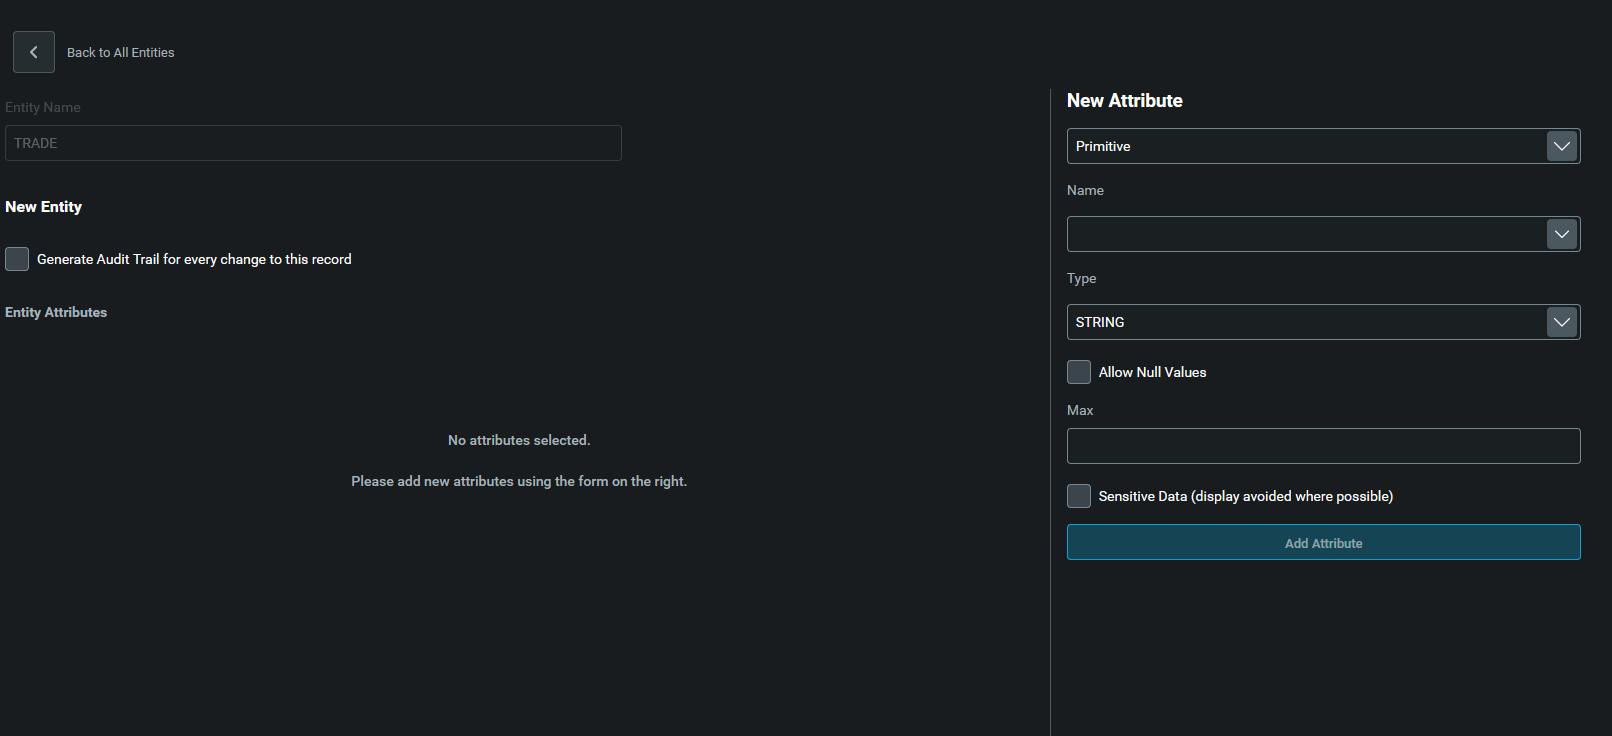 Back to All Entities
Entity Name
TRADE
New Entity
Generate Audit Trail for every change to this record
Entity Attributes
No attributes selected.
Please add new attributes using the form on the right.
New Attribute
Primitive
Name
Type
STRING
Allow Null Values
Max
Sensitive Data (display avoided where possible)
Add Attribute